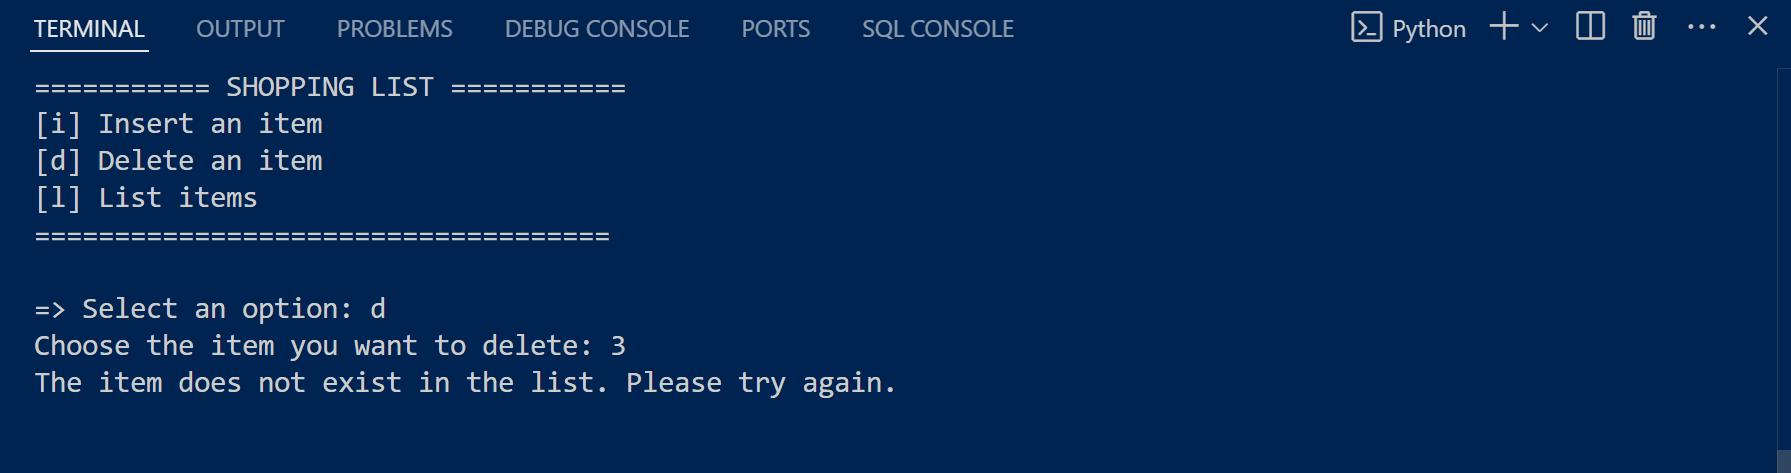 TERMINAL OUTPUT PROBLEMS DEBUG CONSOLE PORTS SQL CONSOLE Python
=========== SHOPPING LIST ===========
[i] Insert an item
[d] Delete an item
[l] List items
====================================
=> Select an option: d
Choose the item you want to delete: 3
The item does not exist in the list. Please try again.